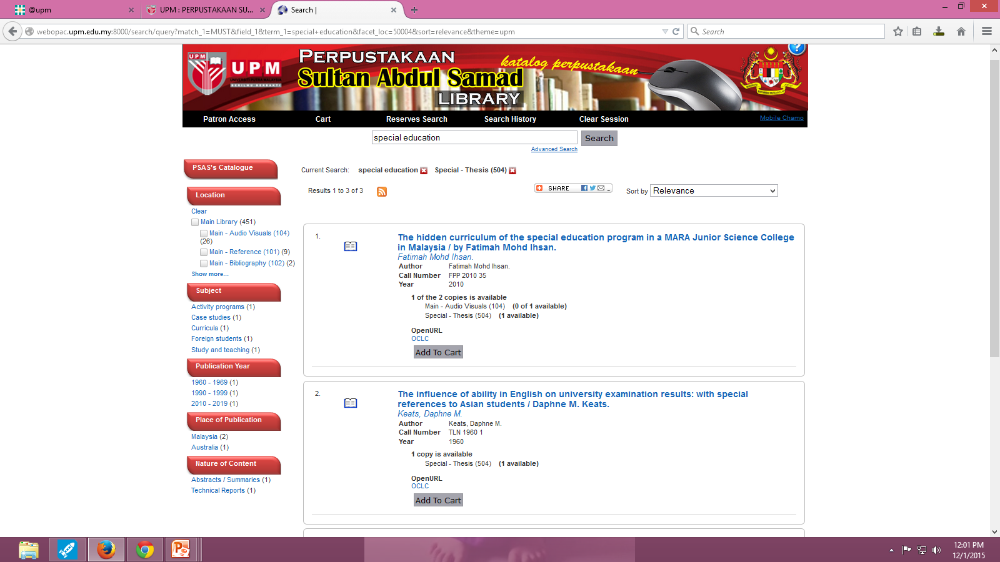 @upm
UPM : PERPUSTAKAAN SU...
Search |
webopac.upm.edu.my:8000/search/query?match_1=MUST&field_1&term_1=special+education&facet_loc=50004&sort=relevance&theme=upm
Search
UPM
UPM
UNIVERSITI PUTRA MALAYSIA
BERILMU BERBAKTI
PERPUSTAKAAN
Sultan Abdul Samad
LIBRARY
katalog perpustakaan
?
Patron Access Cart Reserves Search Search History Clear Session Mobile Chamo
special education Search
Advanced Search
PSAS's Catalogue
Current Search: special education Special - Thesis (504)
Results 1 to 3 of 3
SHARE ...
Sort by Relevance
Location
Clear
Main Library (451)
Main - Audio Visuals (104)
(26)
Main - Reference (101) (9)
Main - Bibliography (102) (2)
Show more...
Subject
Activity programs (1)
Case studies (1)
Curricula (1)
Foreign students (1)
Study and teaching (1)
Publication Year
1960 - 1969 (1)
1990 - 1999 (1)
2010 - 2019 (1)
Place of Publication
Malaysia (2)
Australia (1)
Nature of Content
Abstracts / Summaries (1)
Technical Reports (1)
1.
The hidden curriculum of the special education program in a MARA Junior Science College
in Malaysia / by Fatimah Mohd Ihsan.
Fatimah Mohd Ihsan.
Author Fatimah Mohd Ihsan.
Call Number FPP 2010 35
Year 2010
1 of the 2 copies is available
Main - Audio Visuals (104) (0 of 1 available)
Special - Thesis (504) (1 available)
OpenURL
OCLC
Add To Cart
2.
The influence of ability in English on university examination results: with special
references to Asian students / Daphne M. Keats.
Keats, Daphne M.
Author Keats, Daphne M.
Call Number TLN 1960 1
Year 1960
1 copy is available
Special - Thesis (504) (1 available)
OpenURL
OCLC
Add To Cart
12:01 PM
12/1/2015